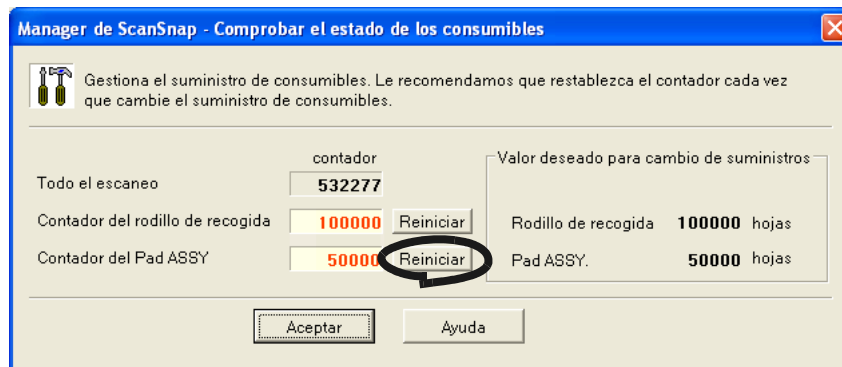 Manager de ScanSnap - Comprobar el estado de los consumibles
Gestiona el suministro de consumibles. Le recomendamos que restablezca el contador cada vez
que cambie el suministro de consumibles.
contador
Valor deseado para cambio de suministros
Todo el escaneo 532277
Contador del rodillo de recogida 100000 Reiniciar Rodillo de recogida 100000 hojas
Contador del Pad ASSY 50000 Reiniciar Pad ASSY. 50000 hojas
Aceptar Ayuda